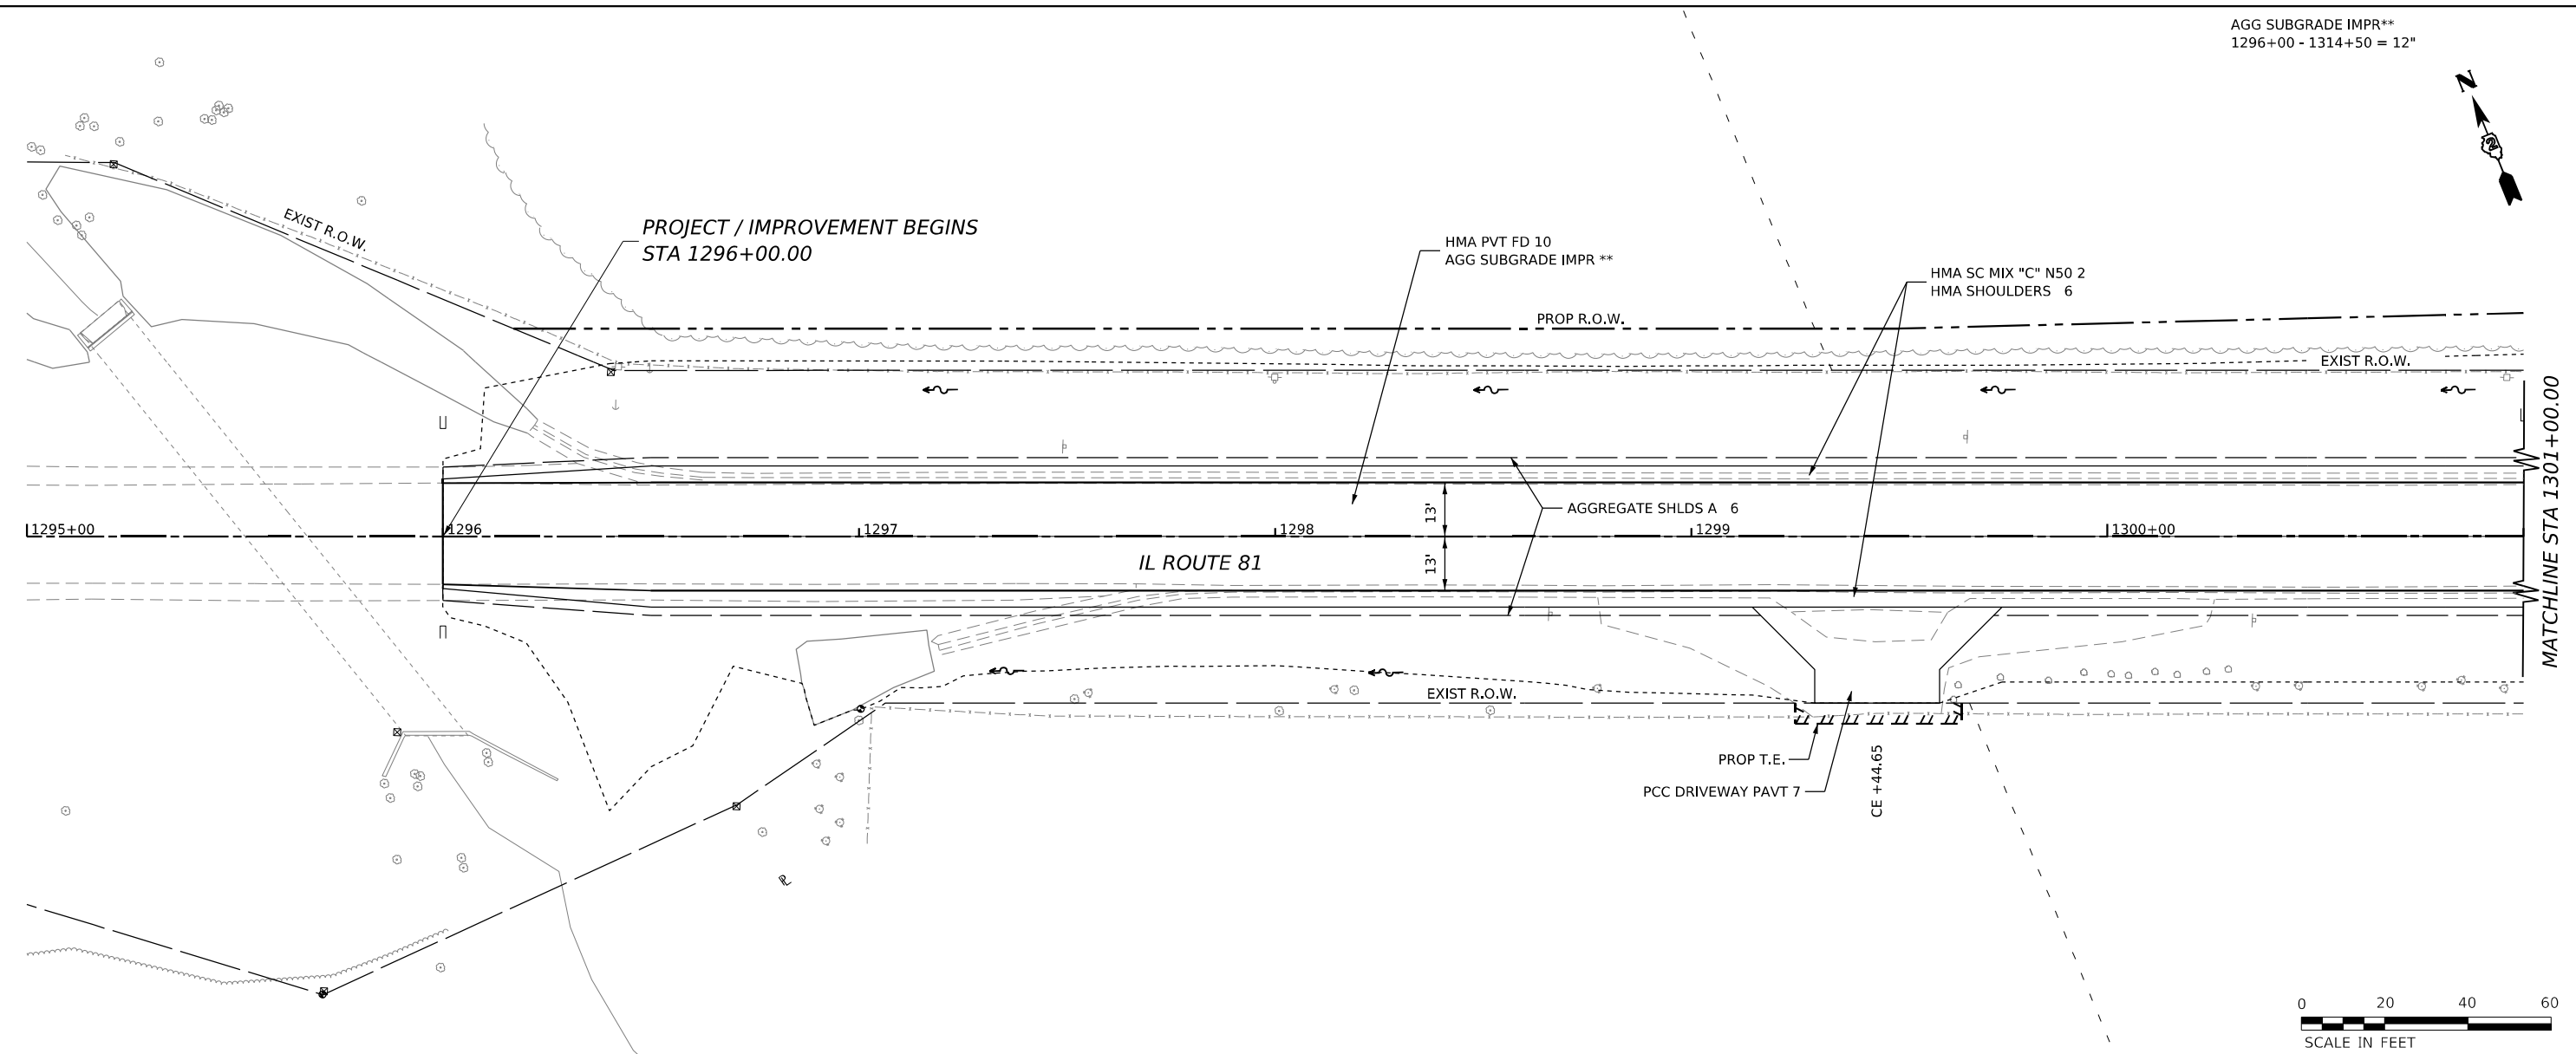 AGG SUBGRADE IMPR**
1296+00 - 1314+50 = 12"
N
2
EXIST R.O.W.
PROJECT / IMPROVEMENT BEGINS
STA 1296+00.00
HMA PVT FD 10
AGG SUBGRADE IMPR **
HMA SC MIX "C" N50 2
HMA SHOULDERS 6
PROP R.O.W.
EXIST R.O.W.
MATCHLINE STA 1301+00.00
AGGREGATE SHLDS A 6
13'
1295+00
1296
1297
1298
1299
1300+00
13'
IL ROUTE 81
EXIST R.O.W.
PROP T.E.
PCC DRIVEWAY PAVT 7
CE +44.65
PL
0 20 40 60
SCALE IN FEET